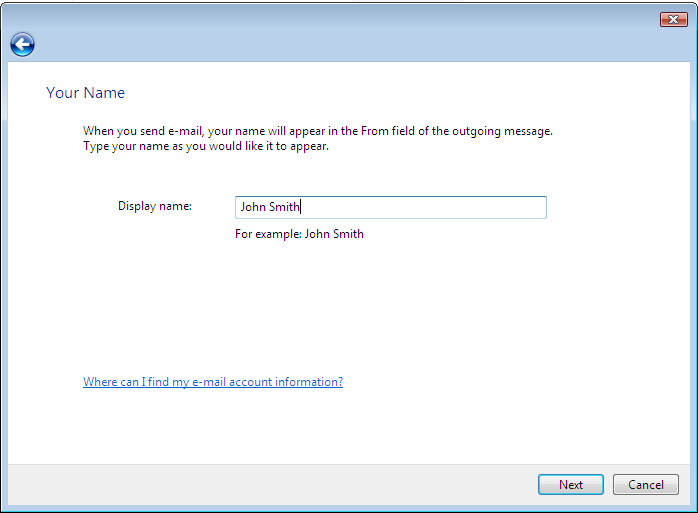 Your Name
When you send e-mail, your name will appear in the From field of the outgoing message.
Type your name as you would like it to appear.
Display name: John Smith
For example: John Smith
Where can I find my e-mail account information?
Next Cancel